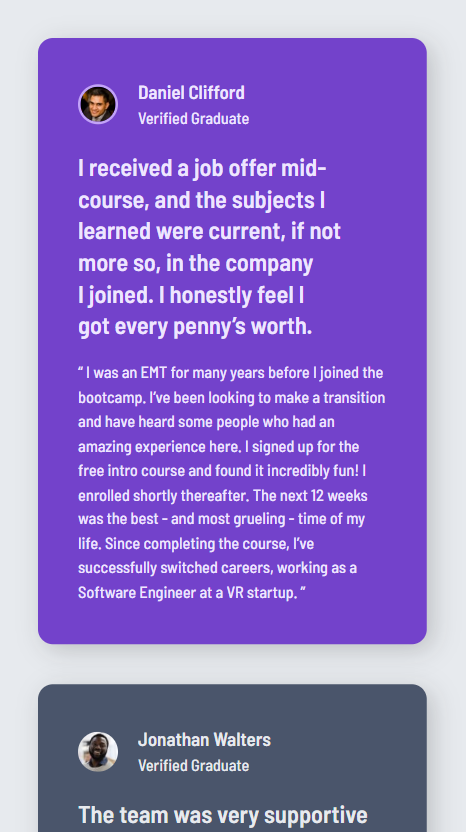 Daniel Clifford
Verified Graduate
I received a job offer mid-
course, and the subjects I
learned were current, if not
more so, in the company
I joined. I honestly feel I
got every penny’s worth.
“ I was an EMT for many years before I joined the
bootcamp. I’ve been looking to make a transition
and have heard some people who had an
amazing experience here. I signed up for the
free intro course and found it incredibly fun! I
enrolled shortly thereafter. The next 12 weeks
was the best - and most grueling - time of my
life. Since completing the course, I’ve
successfully switched careers, working as a
Software Engineer at a VR startup. ”
Jonathan Walters
Verified Graduate
The team was very supportive